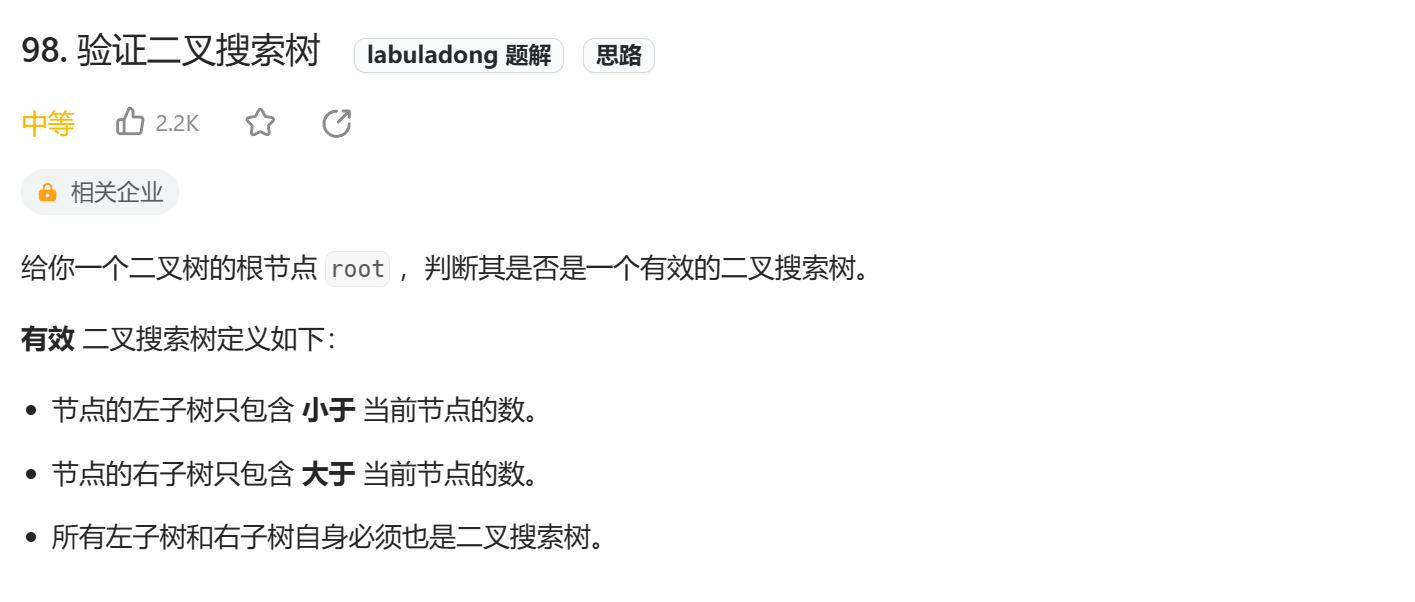 98. 验证二叉搜索树 labuladong 题解 思路
中等 2.2K
相关企业
给你一个二叉树的根节点 root ，判断其是否是一个有效的二叉搜索树。
有效 二叉搜索树定义如下：
节点的左子树只包含 小于 当前节点的数。
节点的右子树只包含 大于 当前节点的数。
所有左子树和右子树自身必须也是二叉搜索树。